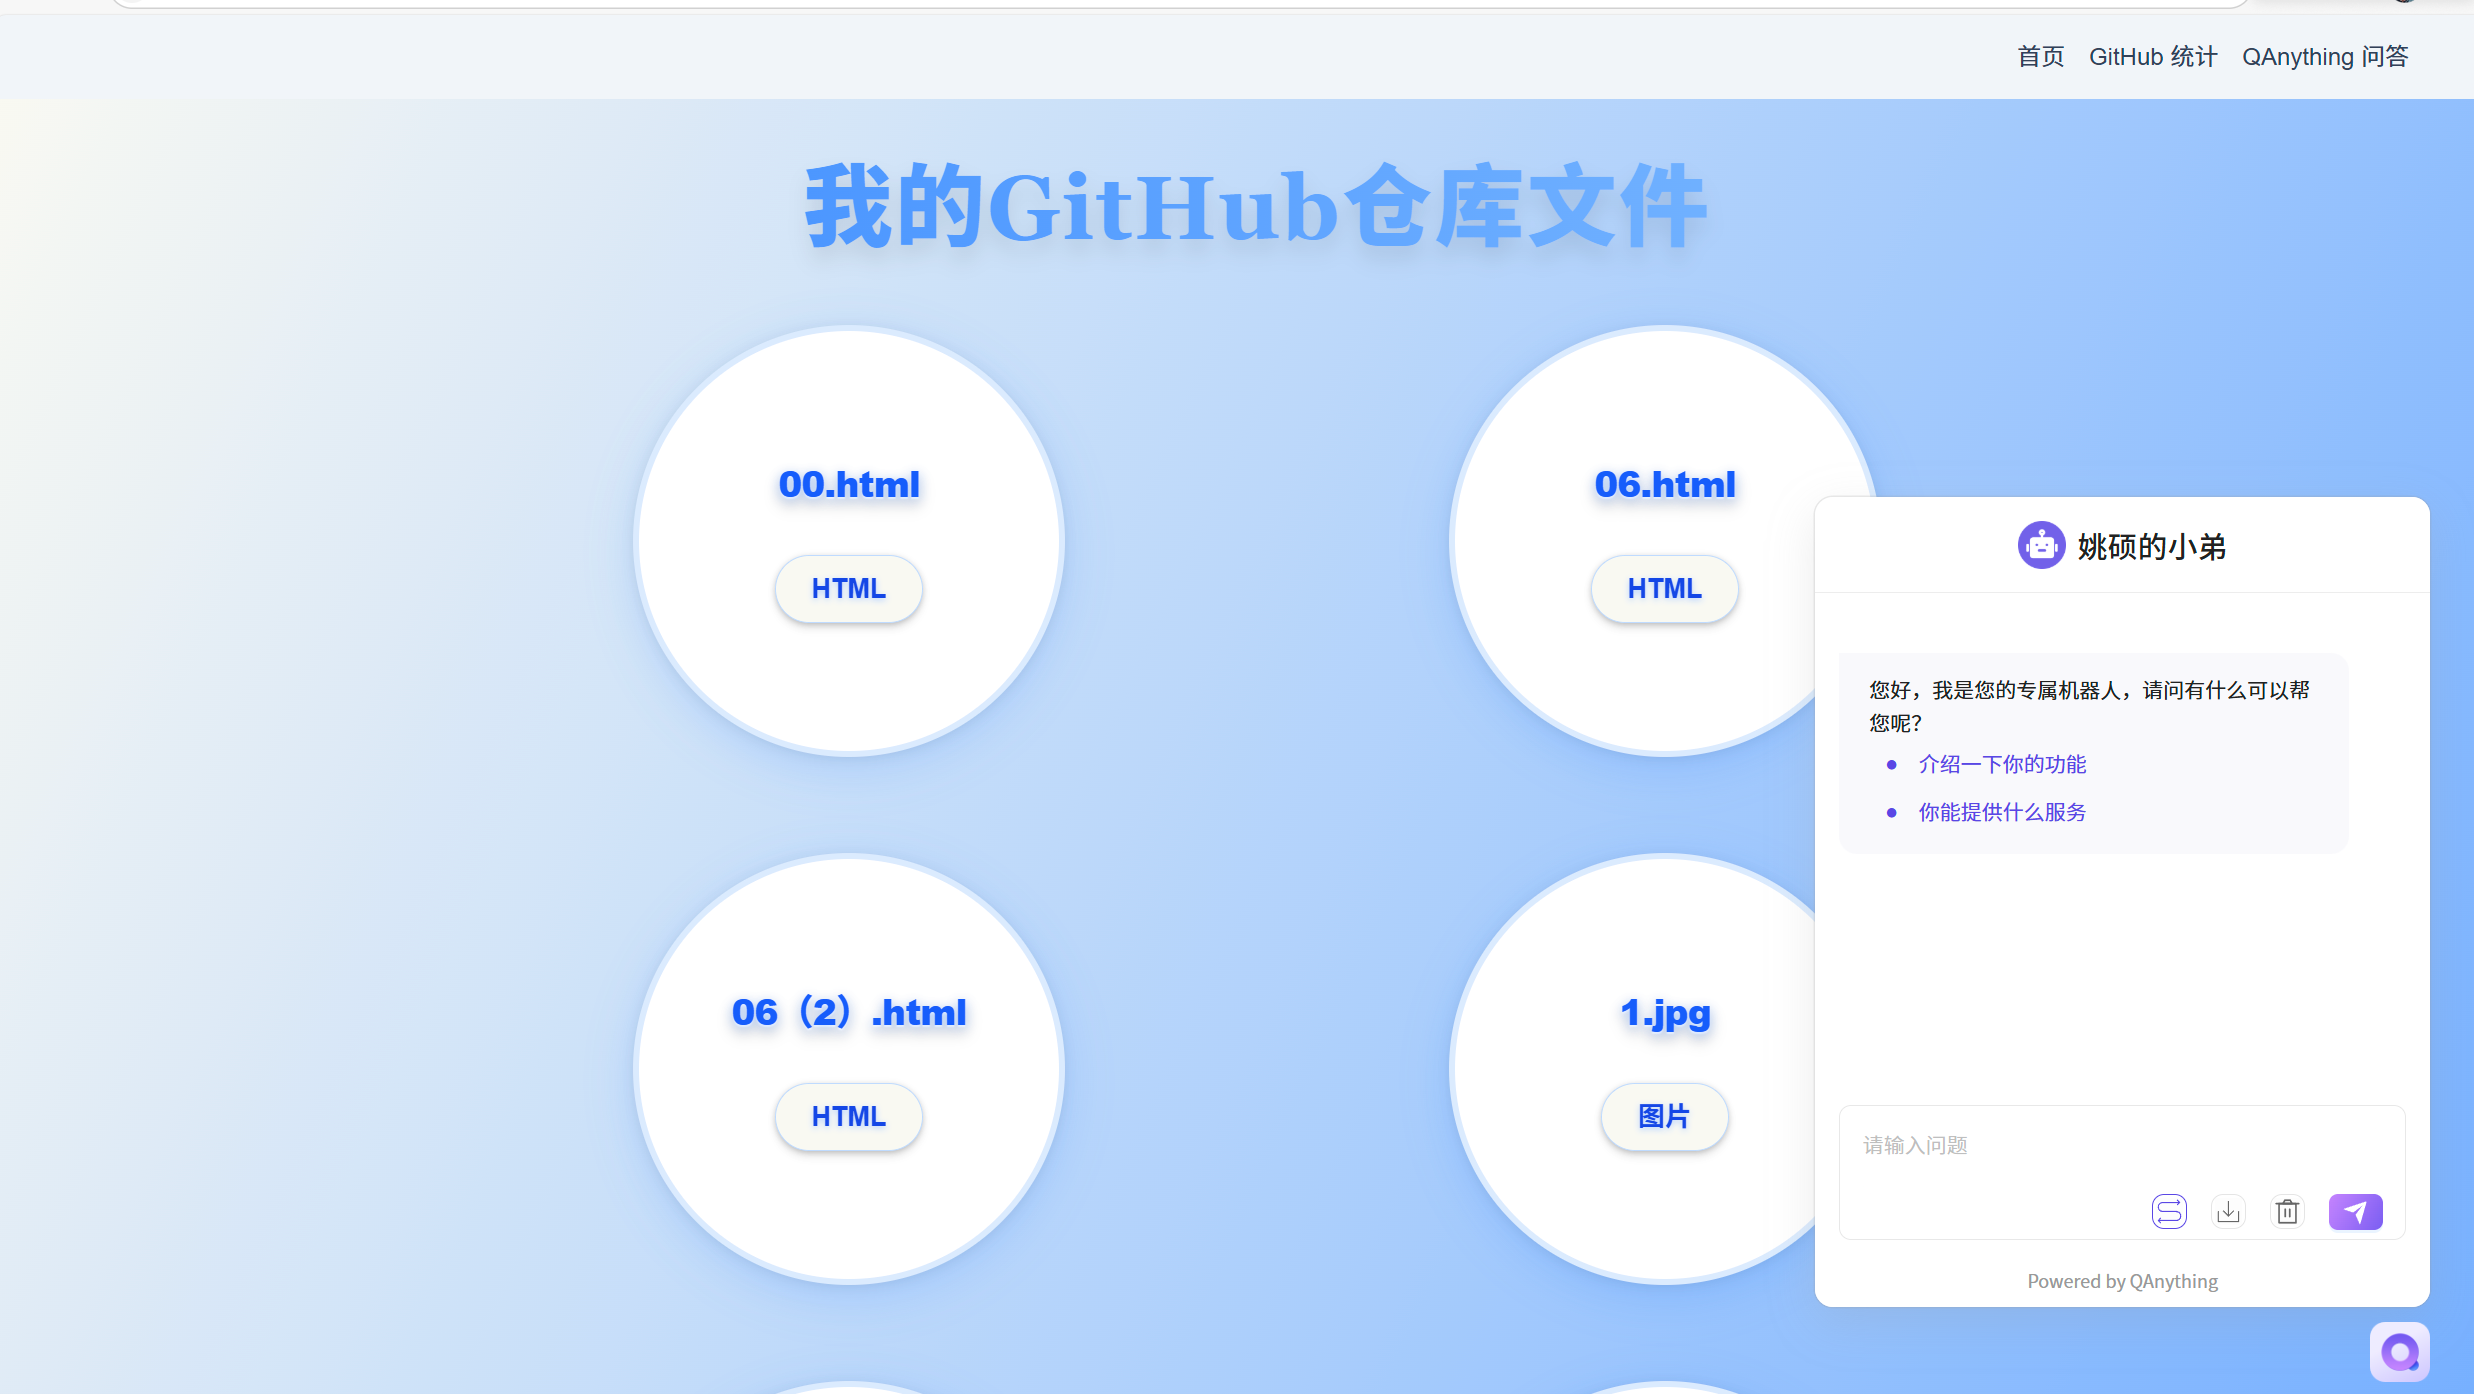 首页 GitHub 统计 QAnything 问答
我的GitHub仓库文件
00.html
HTML
06.html
HTML
06（2）.html
HTML
1.jpg
图片
姚硕的小弟
您好，我是您的专属机器人，请问有什么可以帮
您呢？
介绍一下你的功能
你能提供什么服务
请输入问题
Powered by QAnything